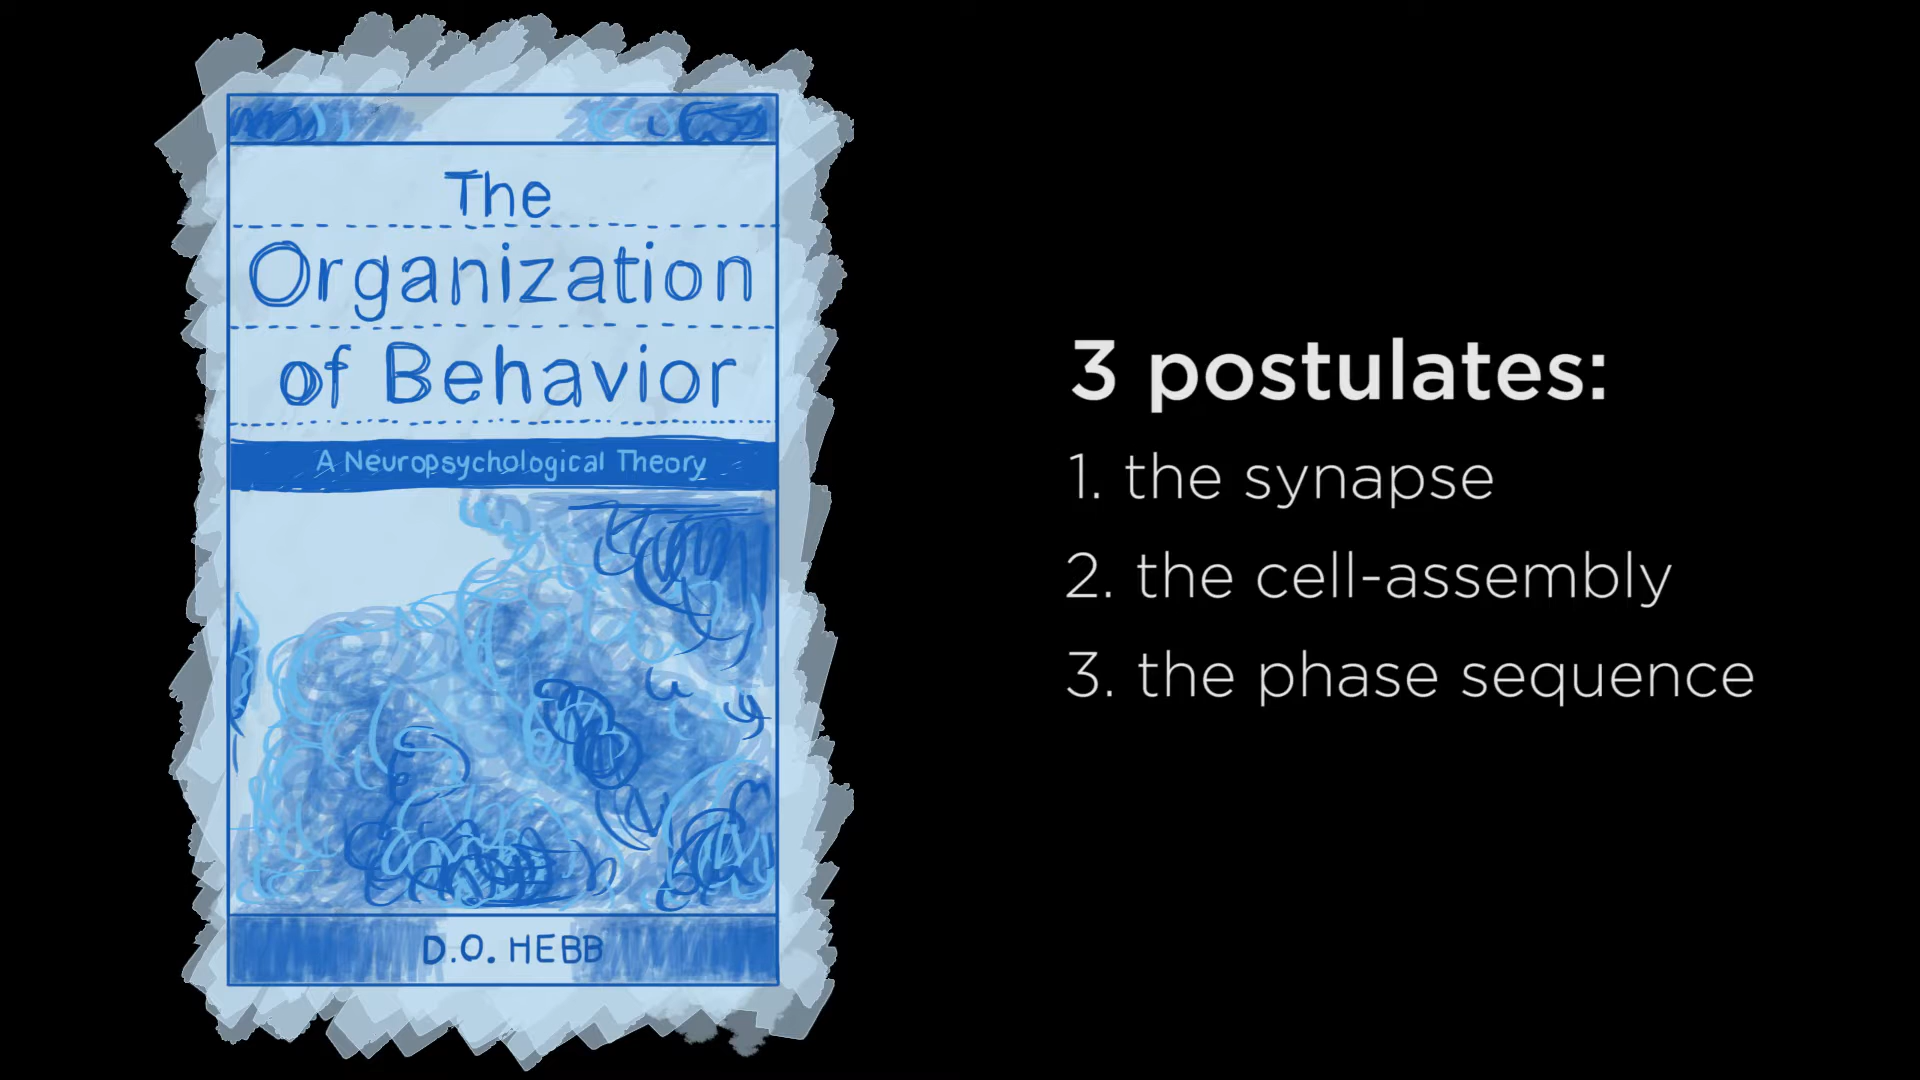 The
Organization
of Behavior
A Neuropsychological Theory
D.O. HEBB
3 postulates:
1. the synapse
2. the cell-assembly
3. the phase sequence